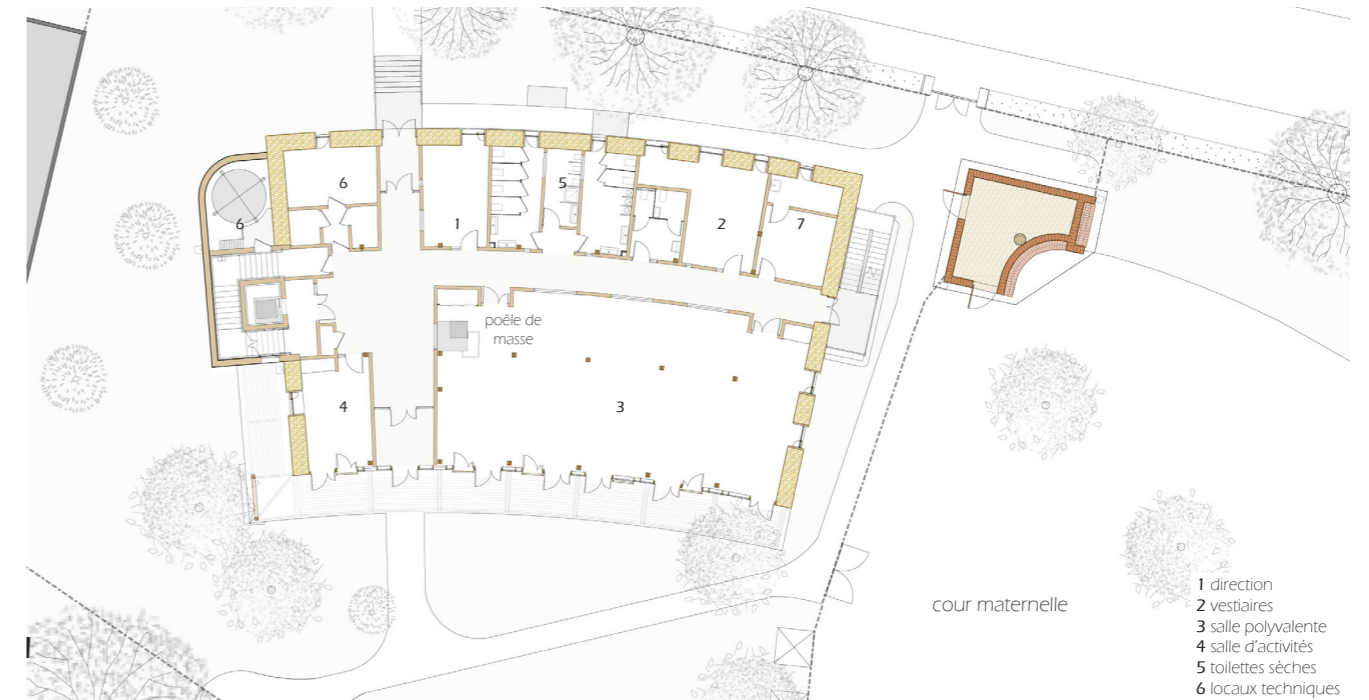 6
5
6
1
2
7
poêle de
masse
4
3
cour maternelle
1 direction
2 vestiaires
3 salle polyvalente
4 salle d'activités
5 toilettes sèches
6 locaux techniques